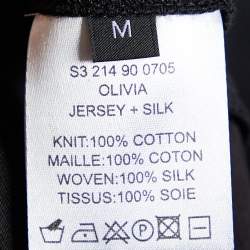 M
S3 214 90 0705
OLIVIA
JERSEY + SILK
KNIT:100% COTTON
MAILLE:100% COTON
WOVEN:100% SILK
TISSUS:100% SOIE
P